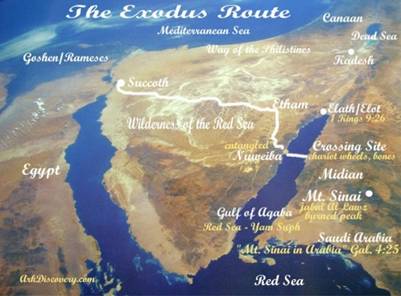 The Exodus Route
Mediterranean Sea
Canaan
Dead Sea
Way of the Philistines
Kadesh
Goshen/Rameses
Succoth
Etham
Elath/Elot
1 Kings 9:26
Wilderness of the Red Sea
Crossing Site
"entangled"
chariot wheels, bones
Nuweiba
Egypt
Midian
Mt. Sinai
jabal Al Lawz
burned peak
Gulf of Aqaba
Red Sea - Yam Suph
Saudi Arabia
"Mt. Sinai in Arabia" Gal. 4:25
ArkDiscovery.com
Red Sea